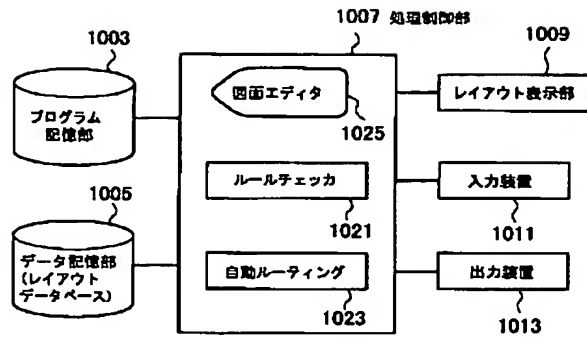 1003
プログラム
記憶部
1005
データ記憶部
(レイアウト
データベース)
1007 処理制御部
図面エディタ
1025
ルールチェッカ
1021
自動ルーティング
1023
1009
レイアウト表示部
入力装置
1011
出力装置
1013